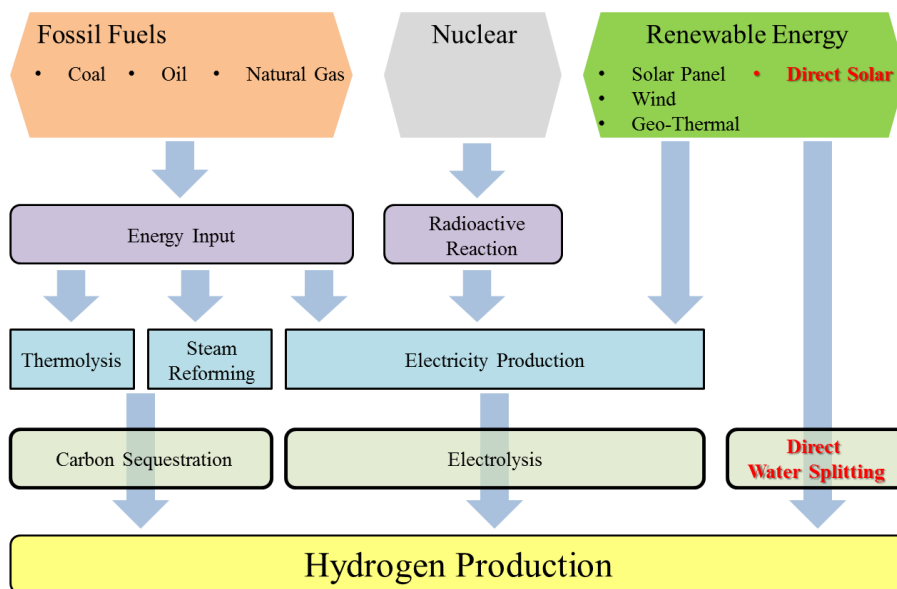 Fossil Fuels
• Coal • Oil • Natural Gas
Nuclear
Renewable Energy
• Solar Panel • Direct Solar
• Wind
• Geo-Thermal
Energy Input
Radioactive
Reaction
Thermolysis
Steam
Reforming
Electricity Production
Carbon Sequestration
Electrolysis
Direct
Water Splitting
Hydrogen Production